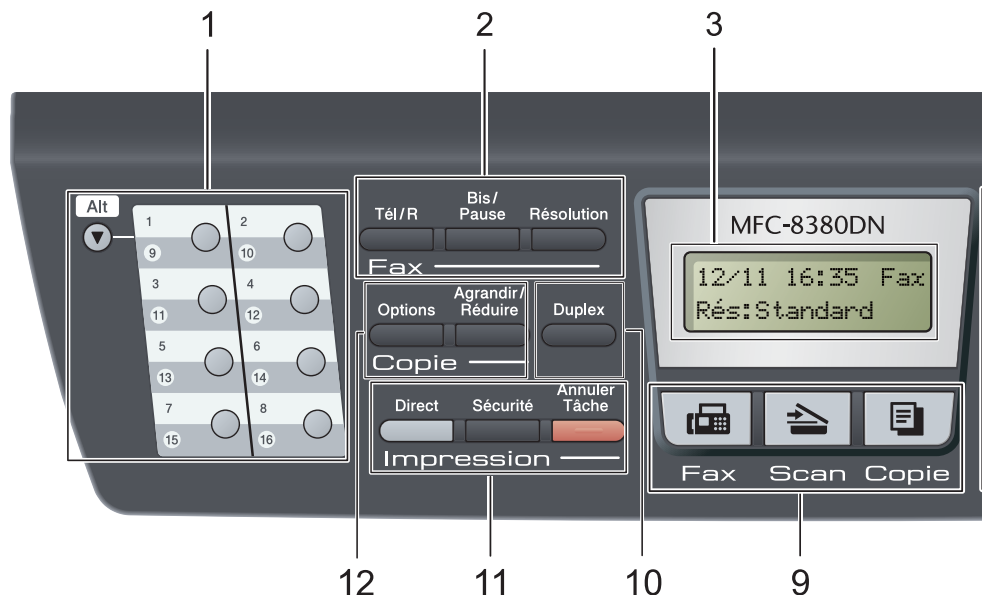 1 2 3
Alt
1 2
9 10
3 4
11 12
5 6
13 14
7 8
15 16
Tél/R Bis/Pause Résolution
Fax
Options Agrandir/Réduire
Copie
Duplex
Direct Sécurité Annuler Tâche
Impression
MFC-8380DN
12/11 16:35 Fax
Rés:Standard
Fax Scan Copie
12 11 10 9